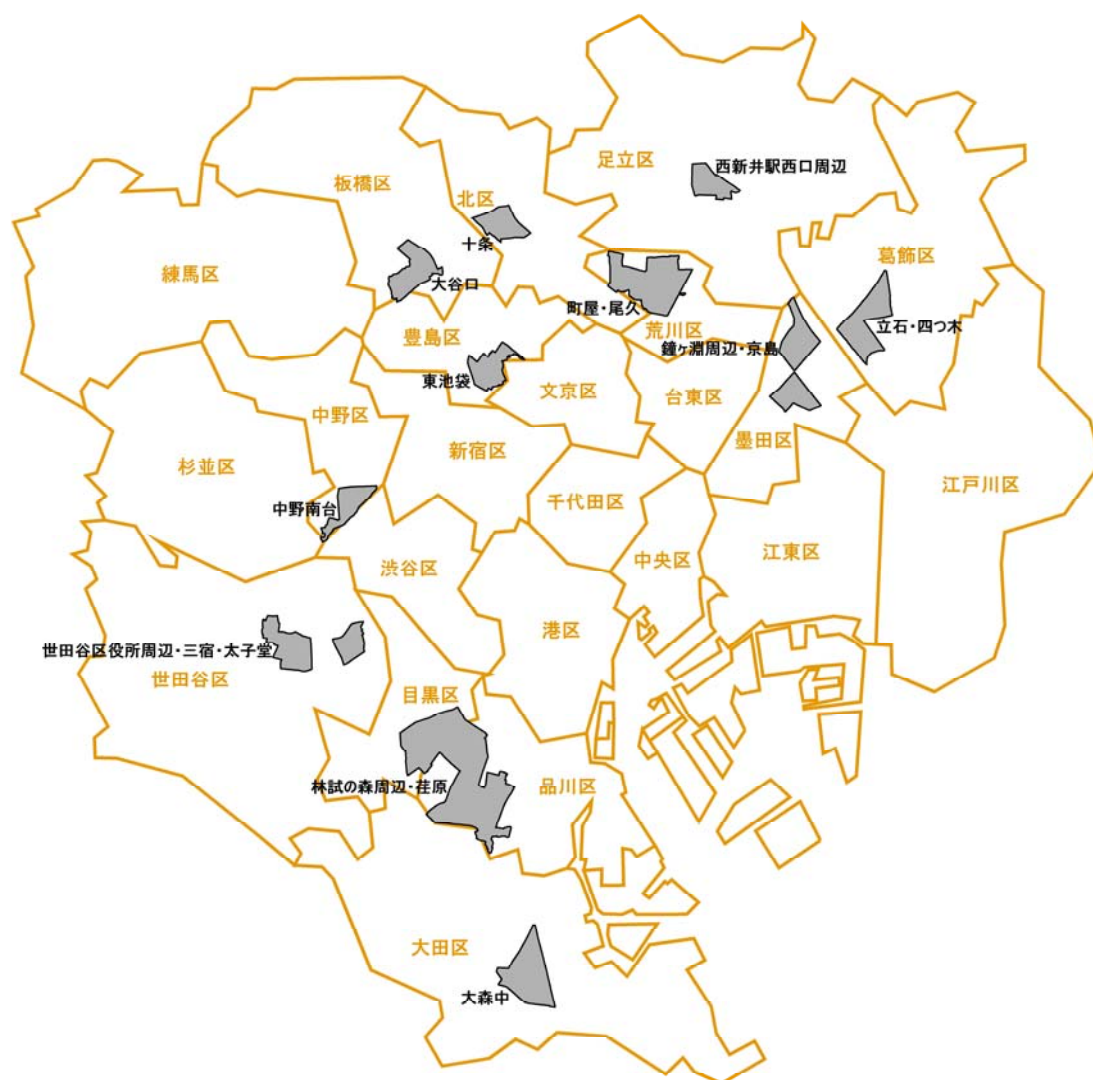 足立区
西新井駅西口周辺
板橋区
北区
十条
葛飾区
練馬区
大谷口
町屋・尾久
荒川区
立石・四つ木
豊島区
鐘ヶ淵周辺・京島
東池袋
文京区
台東区
中野区
墨田区
新宿区
杉並区
江戸川区
千代田区
中野南台
中央区
江東区
渋谷区
港区
世田谷区役所周辺・三宿・太子堂
世田谷区
目黒区
林試の森周辺・荏原
品川区
大田区
大森中